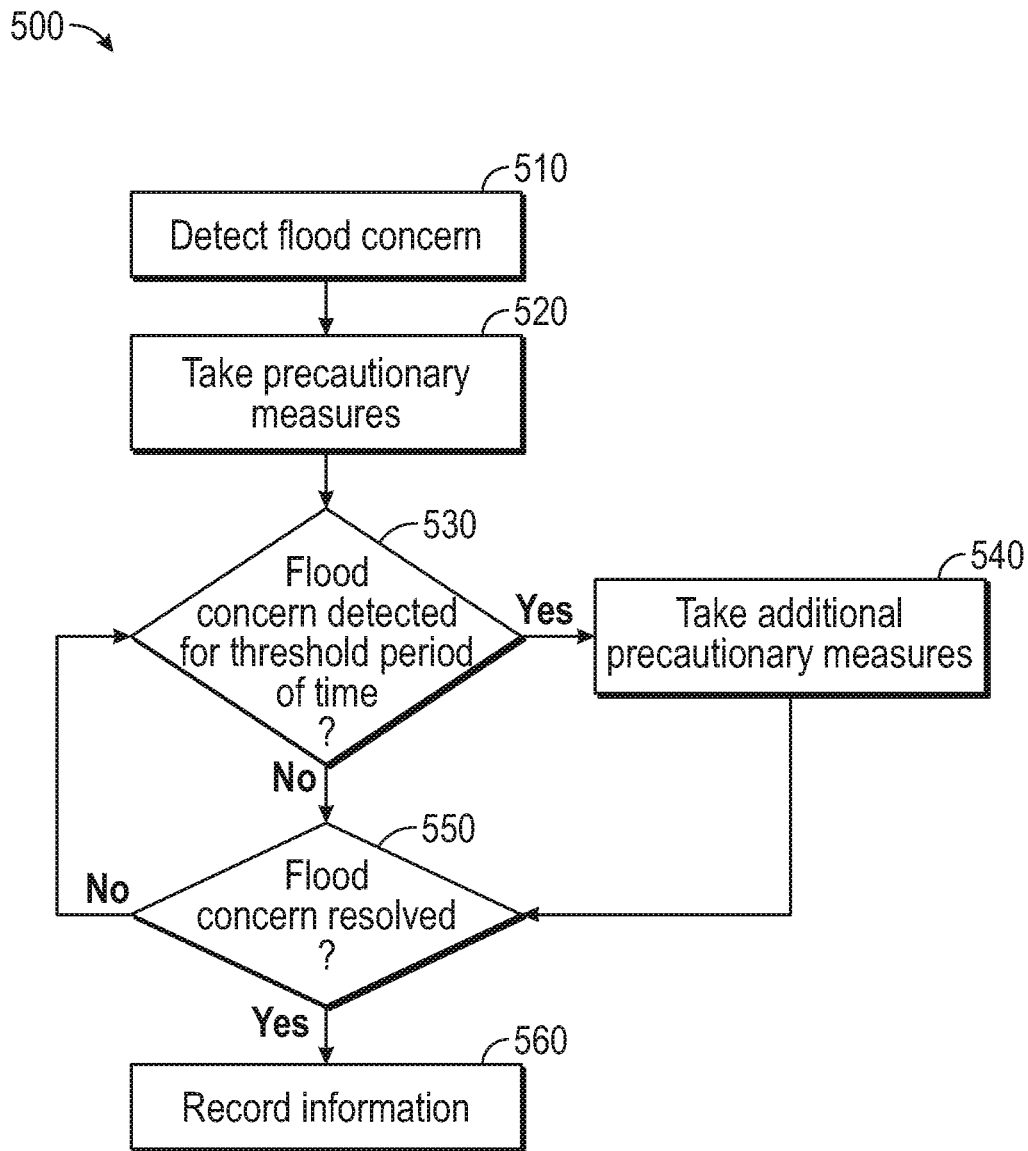 500
510
Detect flood concern
520
Take precautionary
measures
530
Flood
concern detected
for threshold period
of time
?
Yes
540
Take additional
precautionary measures
No
550
Flood
concern resolved
?
No
Yes
560
Record information